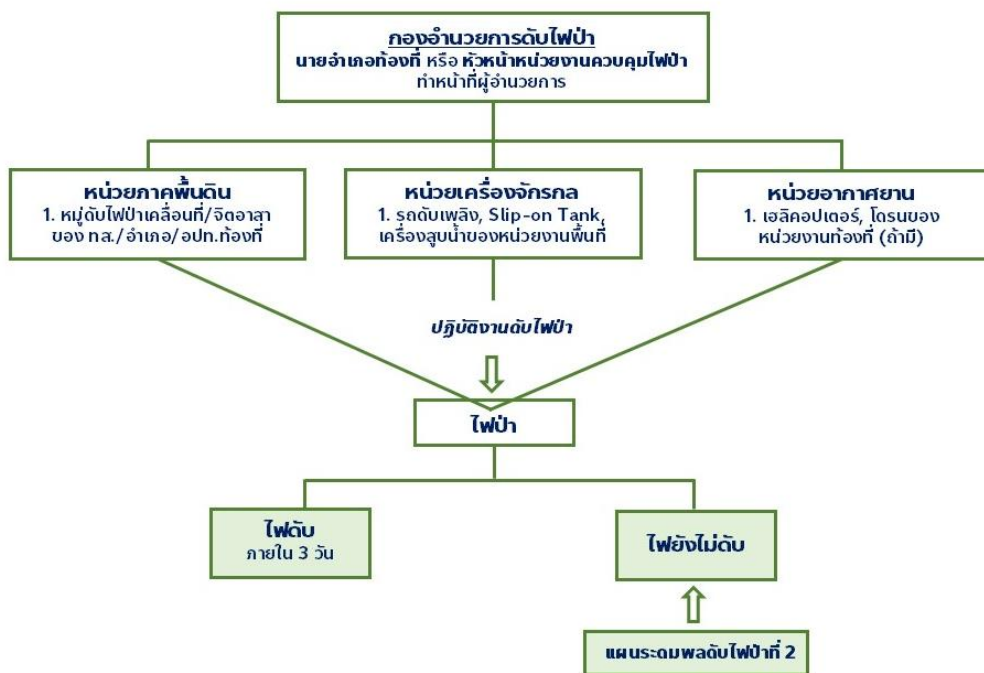 กองอำนวยการดับไฟป่า
นายอำเภอท้องที่ หรือ หัวหน้าหน่วยงานควบคุมไฟป่า
ทำหน้าที่ผู้อำนวยการ
หน่วยภาคพื้นดิน
1. หมู่ดับไฟป่าเคลื่อนที่/จิตอาสา
ของ ทส./อำเภอ/อปท.ท้องที่
หน่วยเครื่องจักรกล
1. รถดับเพลิง, Slip-on Tank,
เครื่องสูบน้ำของหน่วยงานพื้นที่
หน่วยอากาศยาน
1. เฮลิคอปเตอร์, โดรนของ
หน่วยงานท้องที่ (ถ้ามี)
ปฏิบัติงานดับไฟป่า
ไฟป่า
ไฟดับ
ภายใน 3 วัน
ไฟยังไม่ดับ
แผนระดมพลดับไฟป่าที่ 2